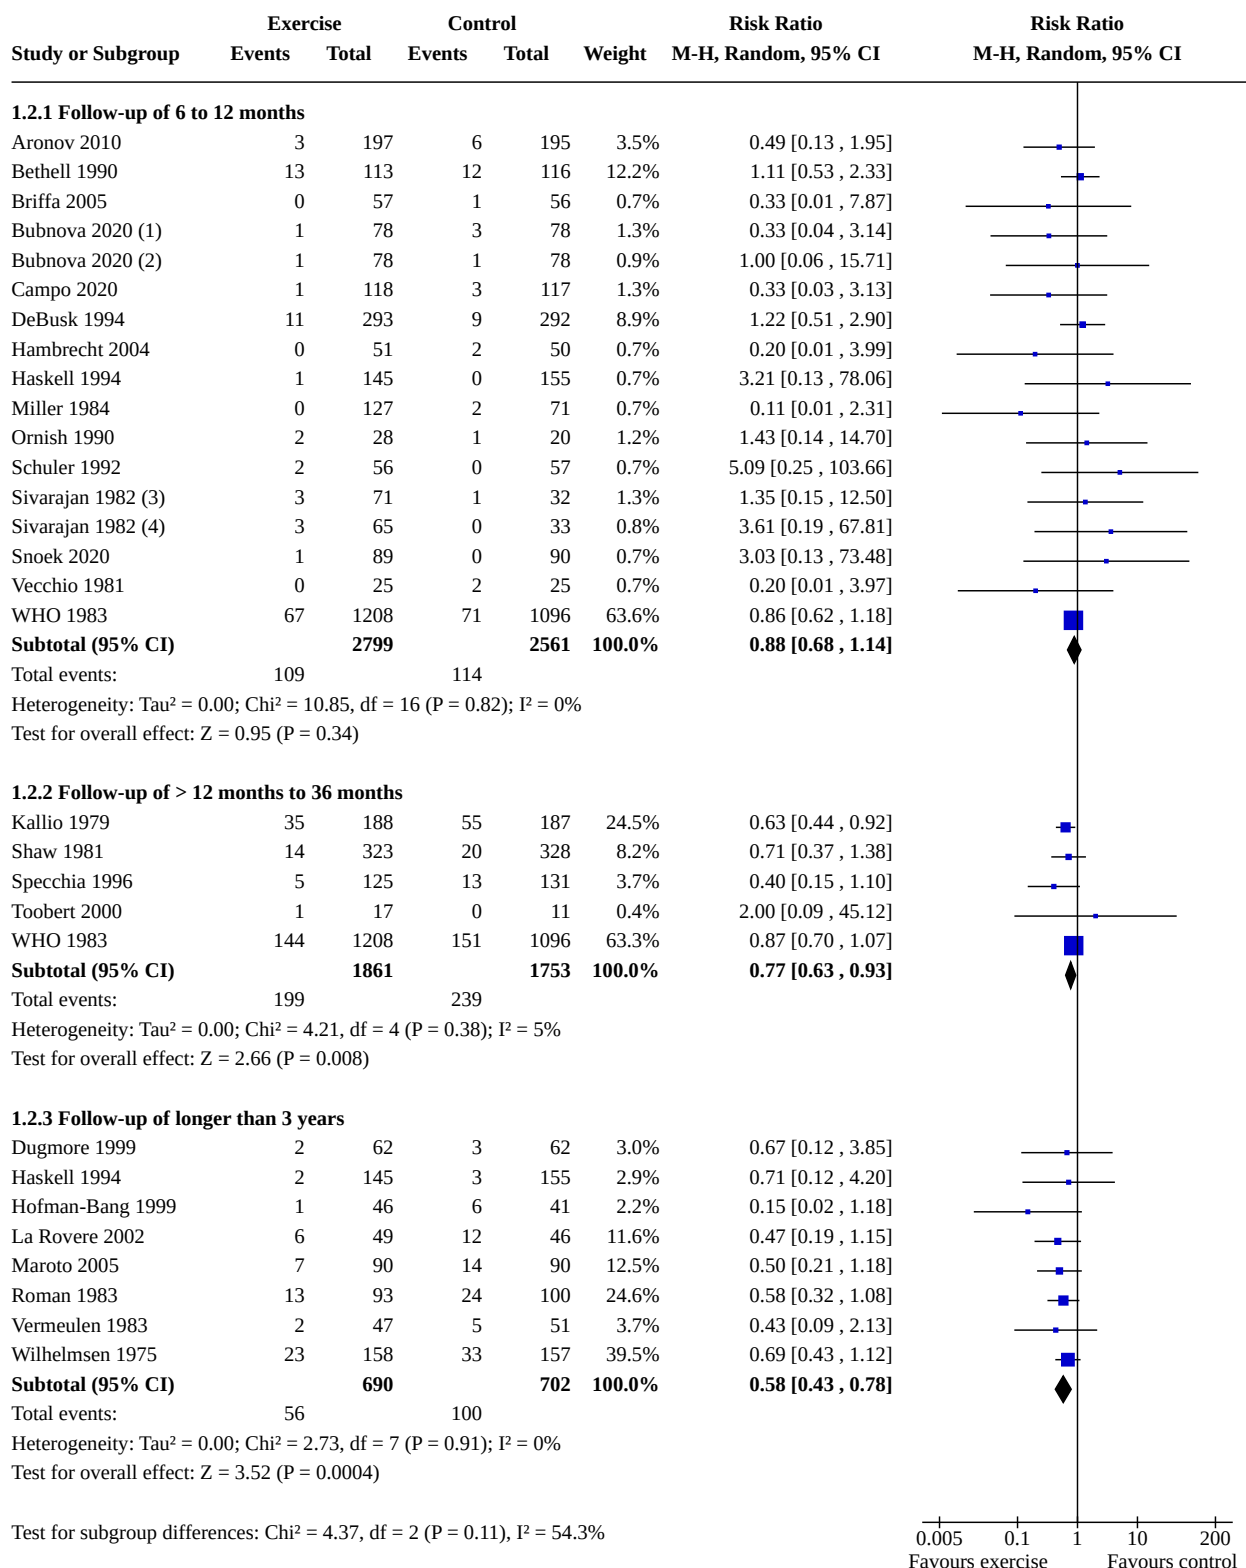 Exercise Control Risk Ratio Risk Ratio
Study or Subgroup Events Total Events Total Weight M-H, Random, 95% CI M-H, Random, 95% CI
1.2.1 Follow-up of 6 to 12 months
Aronov 2010 3 197 6 195 3.5% 0.49 [0.13 , 1.95]
Bethell 1990 13 113 12 116 12.2% 1.11 [0.53 , 2.33]
Briffa 2005 0 57 1 56 0.7% 0.33 [0.01 , 7.87]
Bubnova 2020 (1) 1 78 3 78 1.3% 0.33 [0.04 , 3.14]
Bubnova 2020 (2) 1 78 1 78 0.9% 1.00 [0.06 , 15.71]
Campo 2020 1 118 3 117 1.3% 0.33 [0.03 , 3.13]
DeBusk 1994 11 293 9 292 8.9% 1.22 [0.51 , 2.90]
Hambrecht 2004 0 51 2 50 0.7% 0.20 [0.01 , 3.99]
Haskell 1994 1 145 0 155 0.7% 3.21 [0.13 , 78.06]
Miller 1984 0 127 2 71 0.7% 0.11 [0.01 , 2.31]
Ornish 1990 2 28 1 20 1.2% 1.43 [0.14 , 14.70]
Schuler 1992 2 56 0 57 0.7% 5.09 [0.25 , 103.66]
Sivarajan 1982 (3) 3 71 1 32 1.3% 1.35 [0.15 , 12.50]
Sivarajan 1982 (4) 3 65 0 33 0.8% 3.61 [0.19 , 67.81]
Snoek 2020 1 89 0 90 0.7% 3.03 [0.13 , 73.48]
Vecchio 1981 0 25 2 25 0.7% 0.20 [0.01 , 3.97]
WHO 1983 67 1208 71 1096 63.6% 0.86 [0.62 , 1.18]
Subtotal (95% CI) 2799 2561 100.0% 0.88 [0.68 , 1.14]
Total events: 109 114
Heterogeneity: Tau² = 0.00; Chi² = 10.85, df = 16 (P = 0.82); I² = 0%
Test for overall effect: Z = 0.95 (P = 0.34)
1.2.2 Follow-up of > 12 months to 36 months
Kallio 1979 35 188 55 187 24.5% 0.63 [0.44 , 0.92]
Shaw 1981 14 323 20 328 8.2% 0.71 [0.37 , 1.38]
Specchia 1996 5 125 13 131 3.7% 0.40 [0.15 , 1.10]
Toobert 2000 1 17 0 11 0.4% 2.00 [0.09 , 45.12]
WHO 1983 144 1208 151 1096 63.3% 0.87 [0.70 , 1.07]
Subtotal (95% CI) 1861 1753 100.0% 0.77 [0.63 , 0.93]
Total events: 199 239
Heterogeneity: Tau² = 0.00; Chi² = 4.21, df = 4 (P = 0.38); I² = 5%
Test for overall effect: Z = 2.66 (P = 0.008)
1.2.3 Follow-up of longer than 3 years
Dugmore 1999 2 62 3 62 3.0% 0.67 [0.12 , 3.85]
Haskell 1994 2 145 3 155 2.9% 0.71 [0.12 , 4.20]
Hofman-Bang 1999 1 46 6 41 2.2% 0.15 [0.02 , 1.18]
La Rovere 2002 6 49 12 46 11.6% 0.47 [0.19 , 1.15]
Maroto 2005 7 90 14 90 12.5% 0.50 [0.21 , 1.18]
Roman 1983 13 93 24 100 24.6% 0.58 [0.32 , 1.08]
Vermeulen 1983 2 47 5 51 3.7% 0.43 [0.09 , 2.13]
Wilhelmsen 1975 23 158 33 157 39.5% 0.69 [0.43 , 1.12]
Subtotal (95% CI) 690 702 100.0% 0.58 [0.43 , 0.78]
Total events: 56 100
Heterogeneity: Tau² = 0.00; Chi² = 2.73, df = 7 (P = 0.91); I² = 0%
Test for overall effect: Z = 3.52 (P = 0.0004)
Test for subgroup differences: Chi² = 4.37, df = 2 (P = 0.11), I² = 54.3%
0.005 0.1 1 10 200
Favours exercise Favours control